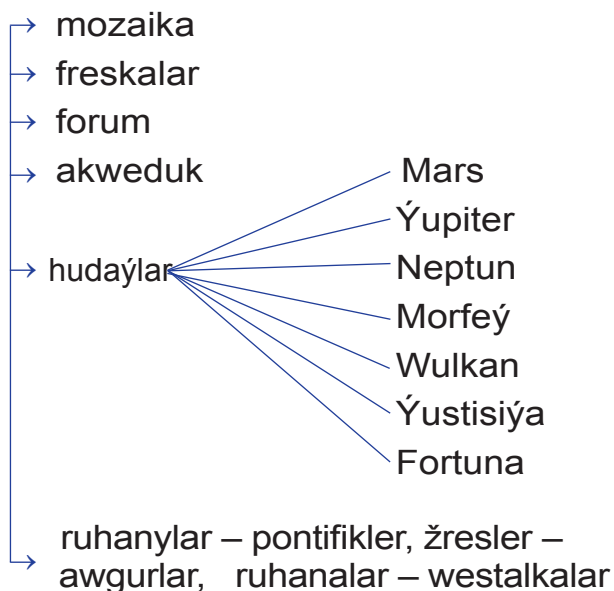 mozaika
freskalar
forum
akweduk
hudaýlar
Mars
Ýupiter
Neptun
Morfeý
Wulkan
Ýustisiýa
Fortuna
ruhanylar – pontifikler, žresler –
awgurlar, ruhanalar – westalkalar